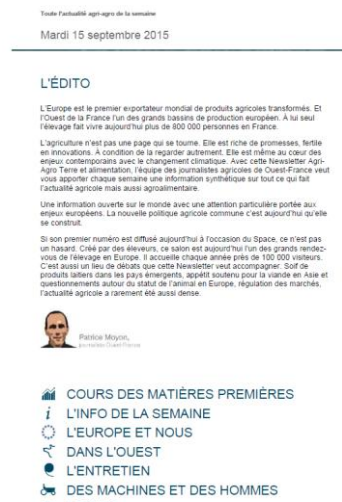 Toute l'actualité agri-agro de la semaine
Mardi 15 septembre 2015
L'ÉDITO
L'Europe est le premier exportateur mondial de produits agricoles transformés. Et
l'Ouest de la France l'un des grands bassins de production européen. À lui seul
l'élevage fait vivre aujourd'hui plus de 800 000 personnes en France.
L'agriculture n'est pas une page qui se tourne. Elle est riche de promesses, fertile
en innovations. À condition de la regarder autrement. Elle est même au cœur des
enjeux contemporains avec le changement climatique. Avec cette Newsletter Agri-
Agro Terre et alimentation, l'équipe des journalistes agricoles de Ouest-France veut
vous apporter chaque semaine une information synthétique sur tout ce qui fait
l'actualité agricole mais aussi agroalimentaire.
Une information ouverte sur le monde avec une attention particulière portée aux
enjeux européens. La nouvelle politique agricole commune c'est aujourd'hui qu'elle
se construit.
Si son premier numéro est diffusé aujourd'hui à l'occasion du Space, ce n'est pas
un hasard. Créé par des éleveurs, ce salon est aujourd'hui l'un des grands rendez-
vous de l'élevage en Europe. Il accueille chaque année près de 100 000 visiteurs.
C'est aussi un lieu de débats que cette Newsletter veut accompagner. Soif de
produits laitiers dans les pays émergents, appétit soutenu pour la viande en Asie et
questionnements autour du statut de l'animal en Europe, régulation des marchés,
l'actualité agricole a rarement été aussi dense.
Patrice Moyon,
journaliste Ouest-France
COURS DES MATIÈRES PREMIÈRES
L'INFO DE LA SEMAINE
L'EUROPE ET NOUS
DANS L'OUEST
L'ENTRETIEN
DES MACHINES ET DES HOMMES